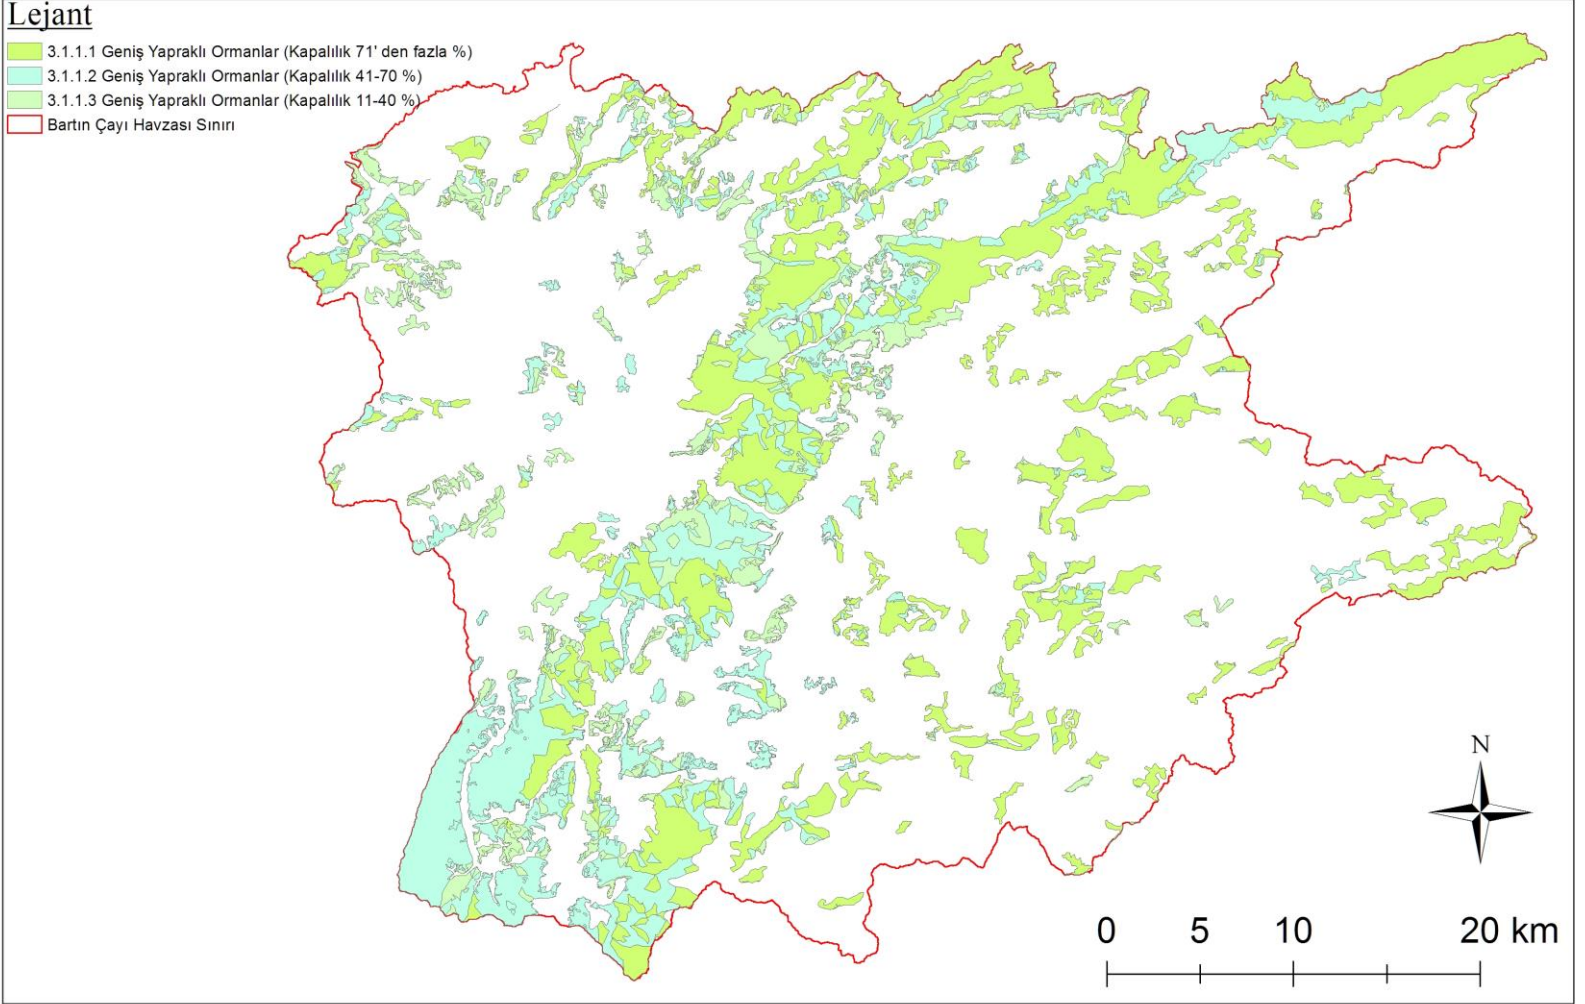 Lejant
3.1.1.1 Geniş Yapraklı Ormanlar (Kapalılık 71' den fazla %)
3.1.1.2 Geniş Yapraklı Ormanlar (Kapalılık 41-70 %)
3.1.1.3 Geniş Yapraklı Ormanlar (Kapalılık 11-40 %)
Bartın Çayı Havzası Sınırı
N
0 5 10 20 km